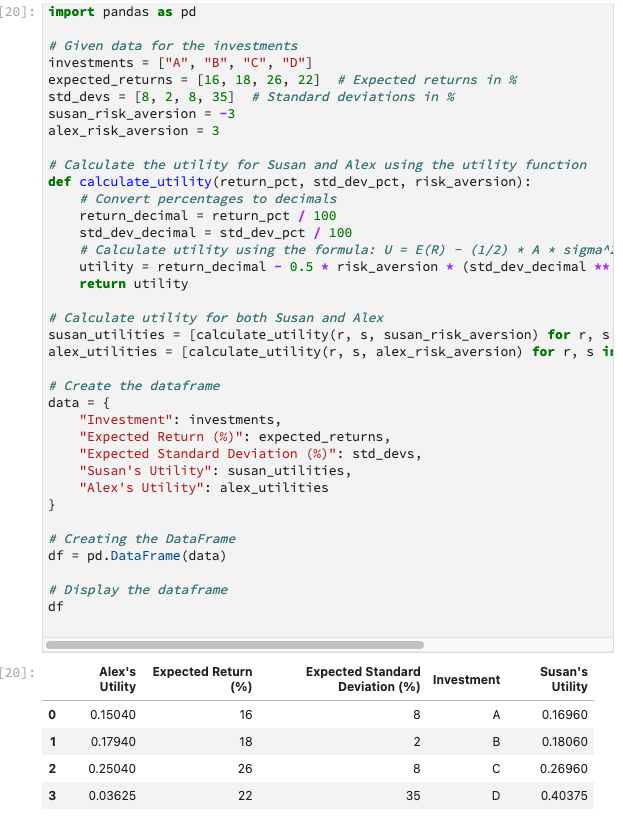 [20]: import pandas as pd
# Given data for the investments
investments = ["A", "B", "C", "D"]
expected_returns = [16, 18, 26, 22]  # Expected returns in %
std_devs = [8, 2, 8, 35]  # Standard deviations in %
susan_risk_aversion = -3
alex_risk_aversion = 3
# Calculate the utility for Susan and Alex using the utility function
def calculate_utility(return_pct, std_dev_pct, risk_aversion):
    # Convert percentages to decimals
    return_decimal = return_pct / 100
    std_dev_decimal = std_dev_pct / 100
    # Calculate utility using the formula: U = E(R) - (1/2) * A * sigma^2
    utility = return_decimal - 0.5 * risk_aversion * (std_dev_decimal **
    return utility
# Calculate utility for both Susan and Alex
susan_utilities = [calculate_utility(r, s, susan_risk_aversion) for r, s
alex_utilities = [calculate_utility(r, s, alex_risk_aversion) for r, s in
# Create the dataframe
data = {
    "Investment": investments,
    "Expected Return (%)": expected_returns,
    "Expected Standard Deviation (%)": std_devs,
    "Susan's Utility": susan_utilities,
    "Alex's Utility": alex_utilities
}
# Creating the DataFrame
df = pd.DataFrame(data)
# Display the dataframe
df
[20]: Alex's Utility Expected Return (%) Expected Standard Deviation (%) Investment Susan's Utility
0 0.15040 16 8 A 0.16960
1 0.17940 18 2 B 0.18060
2 0.25040 26 8 C 0.26960
3 0.03625 22 35 D 0.40375